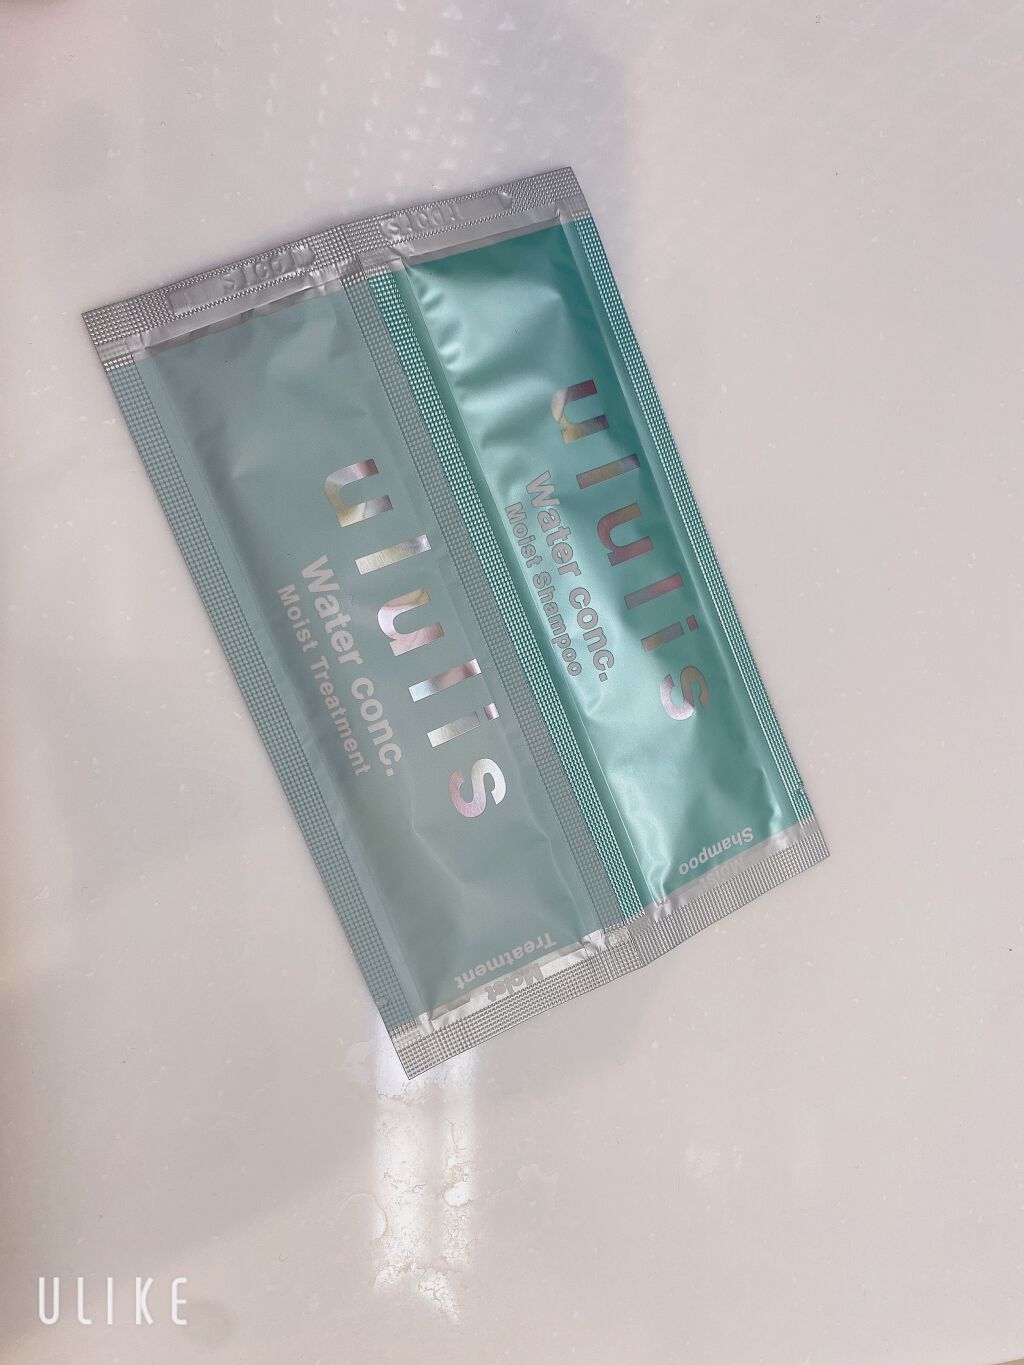 ululis
Water conc.
Moist Treatment
Moist
Treatment
ululis
Water conc.
Moist Shampoo
Moist
Shampoo
ULIKE